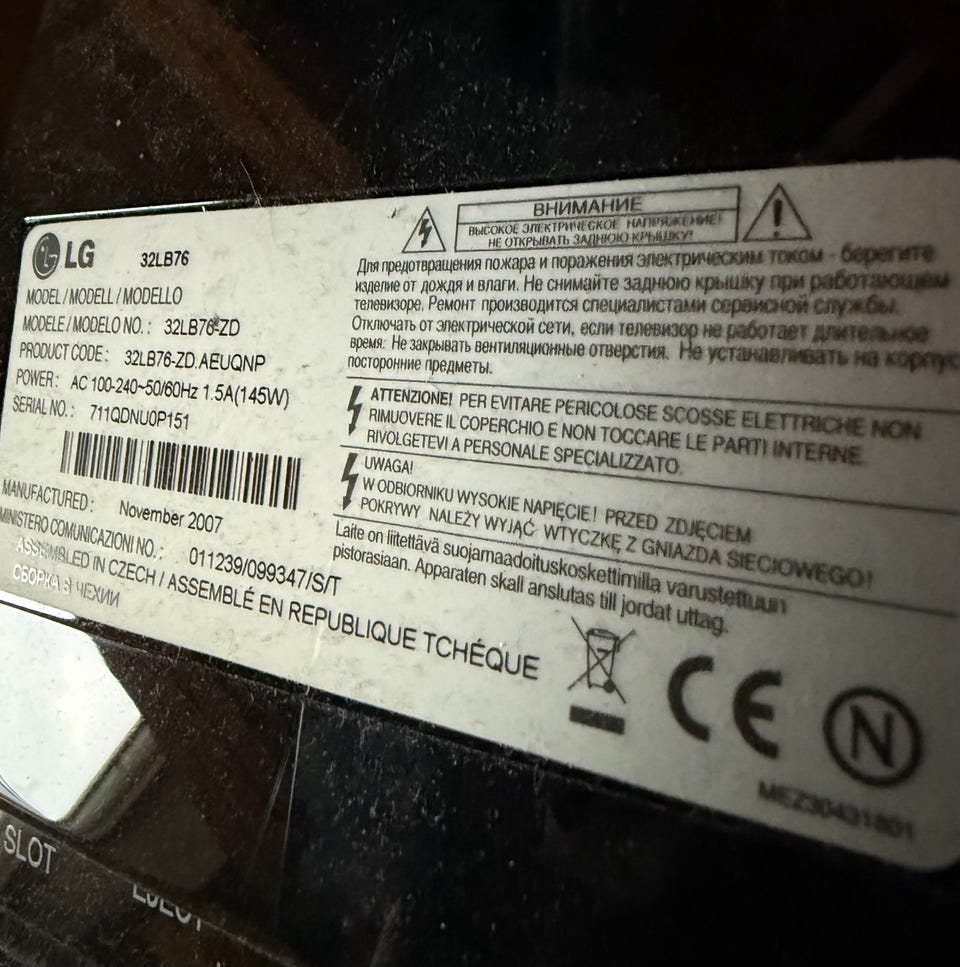 LG 32LB76
MODEL / MODELL / MODELLO
MODELE / MODELO NO. : 32LB76-ZD
PRODUCT CODE : 32LB76-ZD.AEUQNP
POWER : AC 100-240~50/60Hz 1.5A(145W)
SERIAL NO. : 711QDNU0P151
MANUFACTURED : November 2007
MINISTERO COMUNICAZIONI NO. : 011239/099347/S/T
ASSEMBLED IN CZECH / ASSEMBLÉ EN REPUBLIQUE TCHÉQUE
СБОРКА В ЧЕХИИ
ВНИМАНИЕ
ВЫСОКОЕ ЭЛЕКТРИЧЕСКОЕ НАПРЯЖЕНИЕ!
НЕ ОТКРЫВАТЬ ЗАДНЮЮ КРЫШКУ!
Для предотвращения пожара и поражения электрическим током - берегите
изделие от дождя и влаги. Не снимайте заднюю крышку при работающем
телевизоре. Ремонт производится специалистами сервисной службы.
Отключать от электрической сети, если телевизор не работает длительное
время. Не закрывать вентиляционные отверстия. Не устанавливать на корпус
посторонние предметы.
ATTENZIONE! PER EVITARE PERICOLOSE SCOSSE ELETTRICHE NON
RIMUOVERE IL COPERCHIO E NON TOCCARE LE PARTI INTERNE.
RIVOLGETEVI A PERSONALE SPECIALIZZATO.
UWAGA!
W ODBIORNIKU WYSOKIE NAPIĘCIE! PRZED ZDJĘCIEM
POKRYWY NALEŻY WYJĄĆ WTYCZKĘ Z GNIAZDA SIECIOWEGO!
Laite on liitettävä suojamaadoituskoskettimilla varustettuun
pistorasiaan. Apparaten skall anslutas till jordat uttag.
CE N
MEZ30431801
SLOT
EJECT